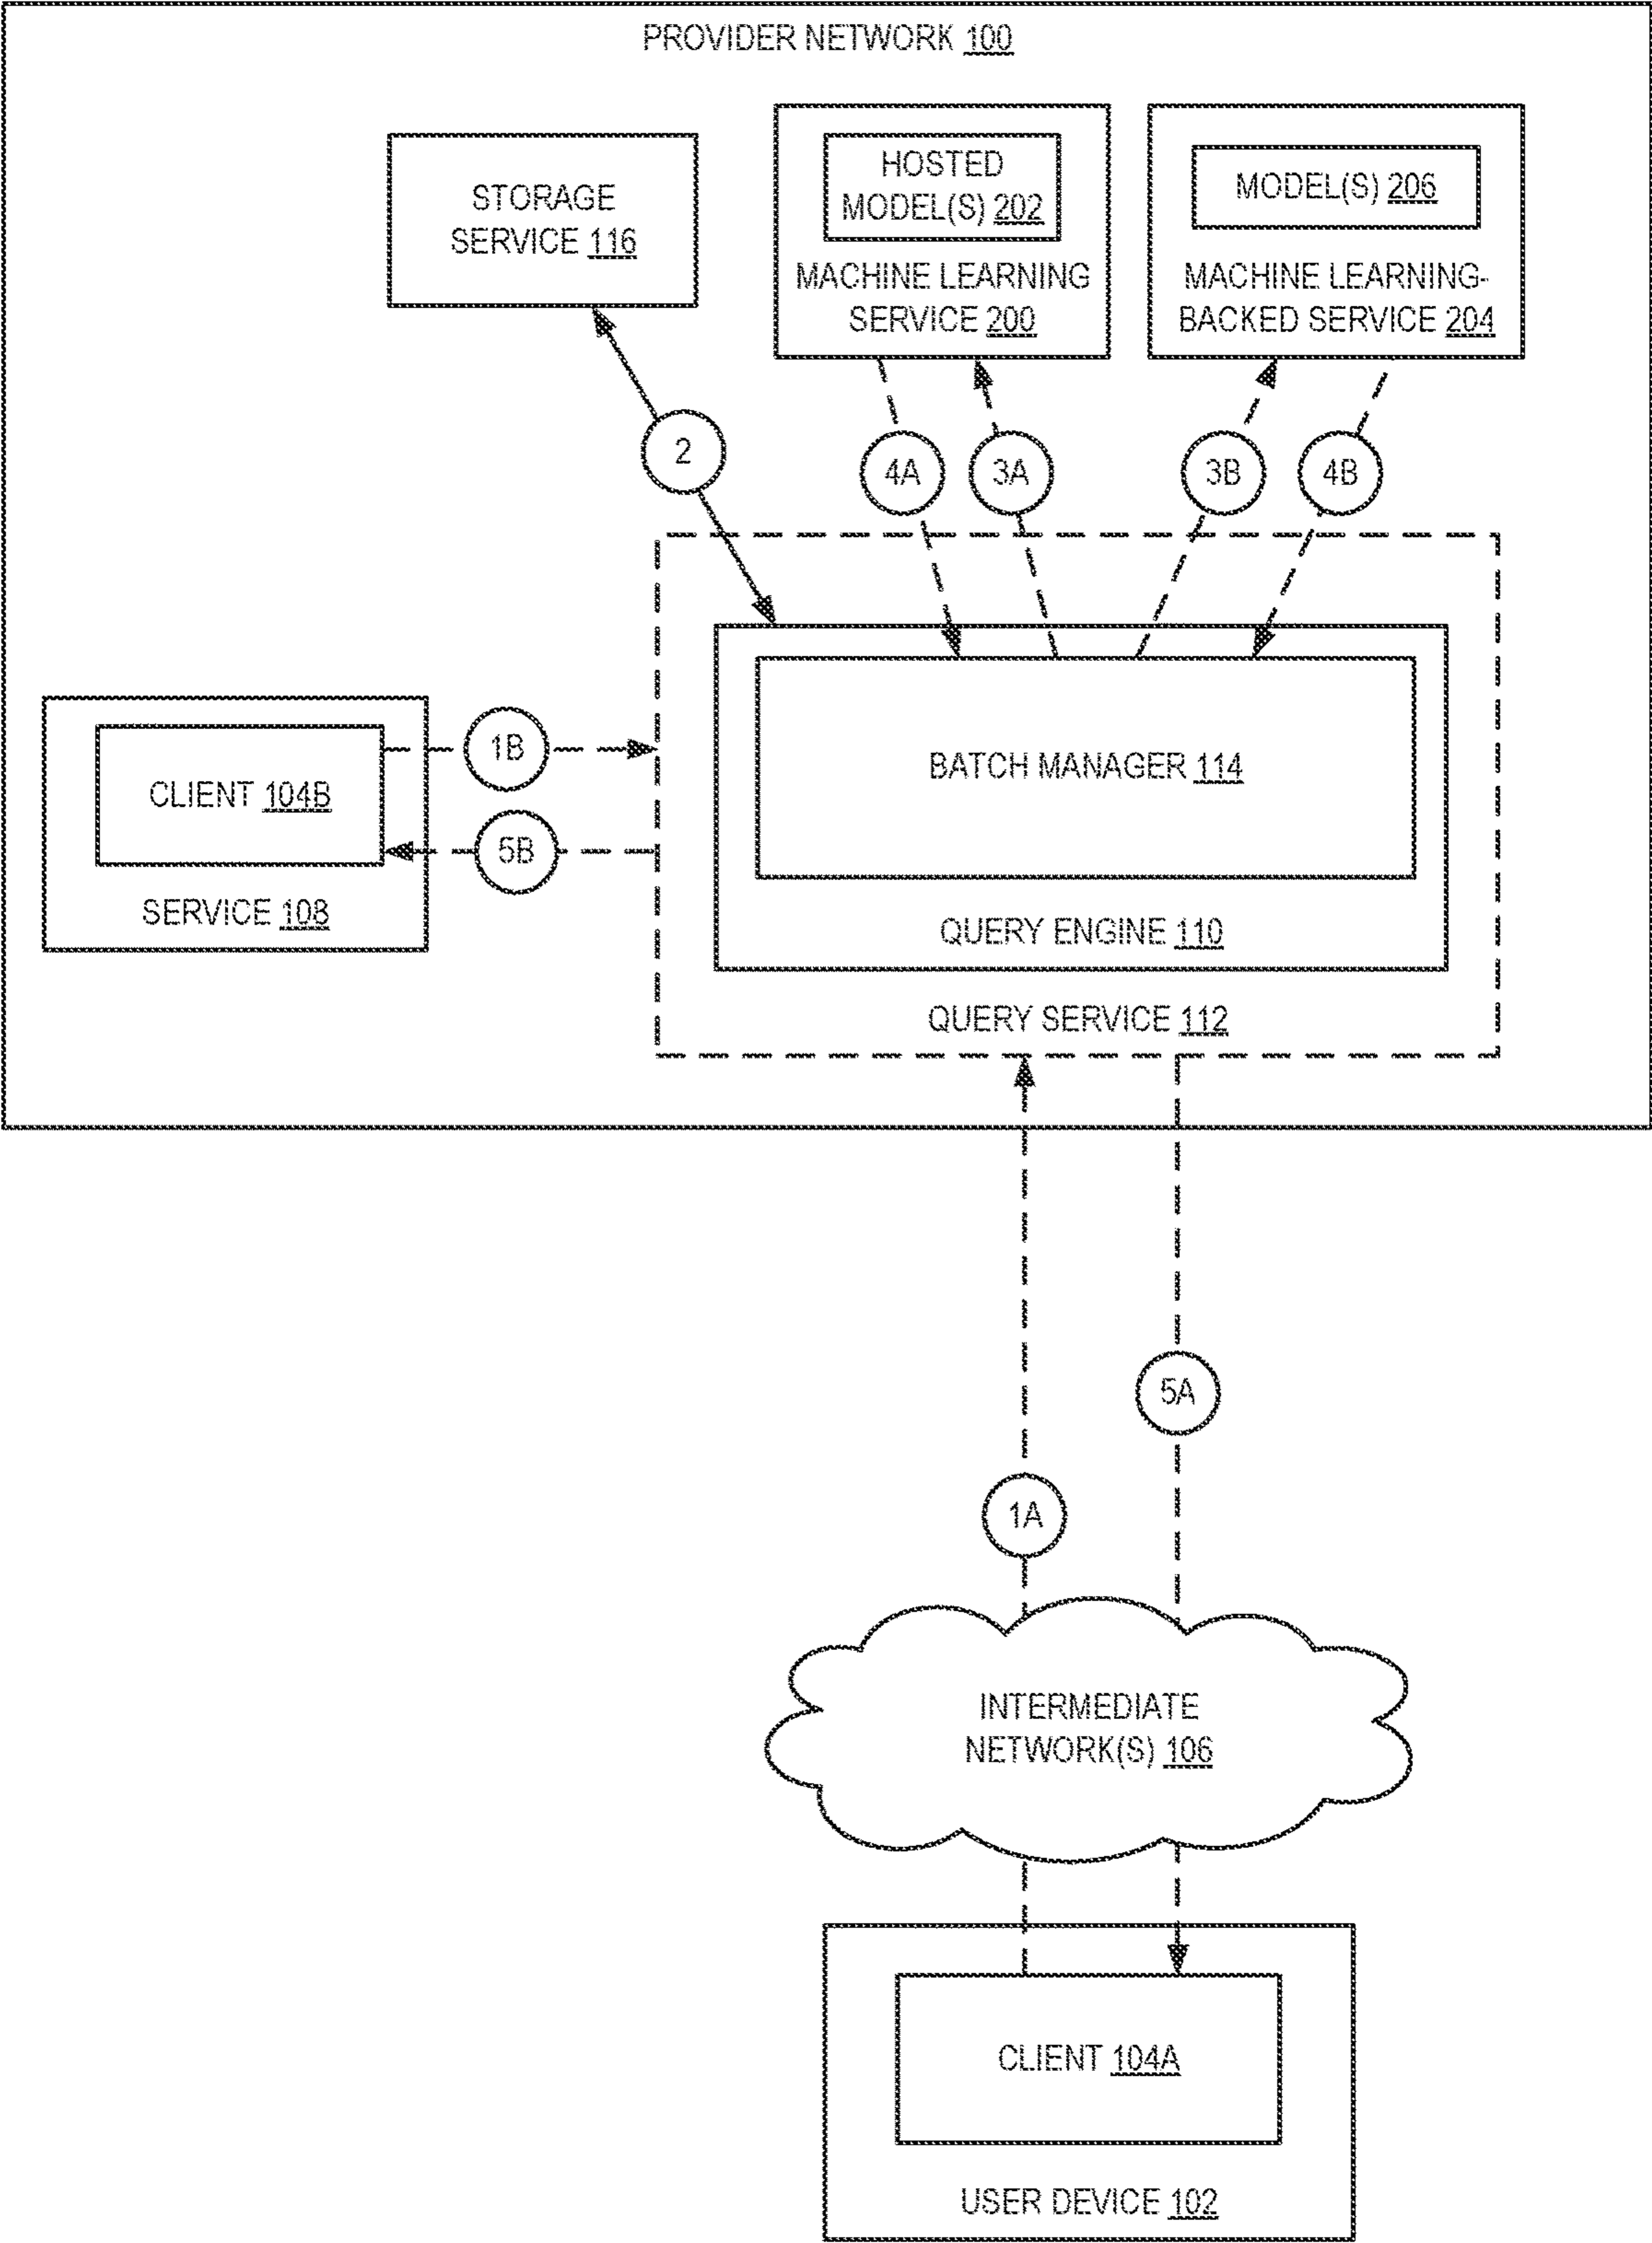 PROVIDER NETWORK 100
STORAGE
SERVICE 116
HOSTED
MODEL(S) 202
MACHINE LEARNING
SERVICE 200
MODEL(S) 206
MACHINE LEARNING-
BACKED SERVICE 204
2
4A
3A
3B
4B
CLIENT 104B
SERVICE 108
1B
5B
BATCH MANAGER 114
QUERY ENGINE 110
QUERY SERVICE 112
5A
1A
INTERMEDIATE
NETWORK(S) 106
CLIENT 104A
USER DEVICE 102